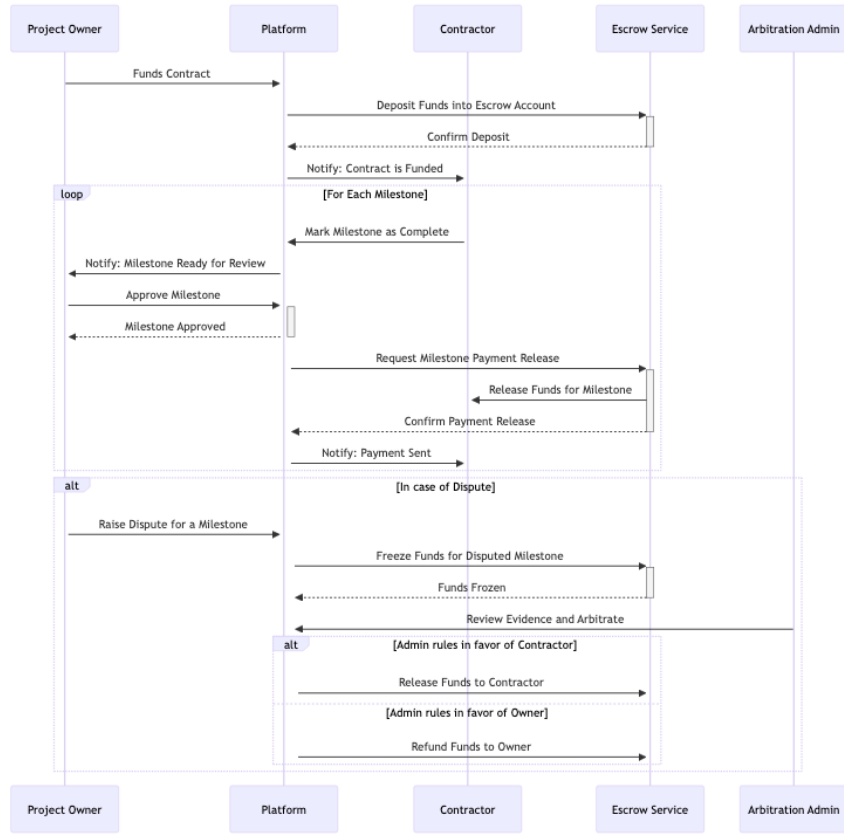 Project Owner
Platform
Contractor
Escrow Service
Arbitration Admin
Funds Contract
Deposit Funds into Escrow Account
Confirm Deposit
Notify: Contract is Funded
loop
[For Each Milestone]
Mark Milestone as Complete
Notify: Milestone Ready for Review
Approve Milestone
Milestone Approved
Request Milestone Payment Release
Release Funds for Milestone
Confirm Payment Release
Notify: Payment Sent
alt
[In case of Dispute]
Raise Dispute for a Milestone
Freeze Funds for Disputed Milestone
Funds Frozen
Review Evidence and Arbitrate
alt
[Admin rules in favor of Contractor]
Release Funds to Contractor
[Admin rules in favor of Owner]
Refund Funds to Owner
Project Owner
Platform
Contractor
Escrow Service
Arbitration Admin